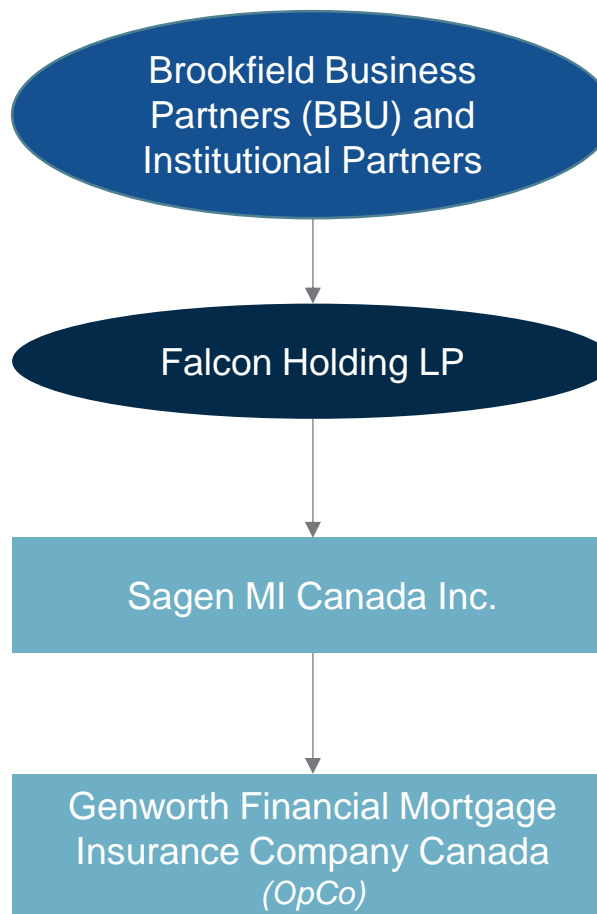 Brookfield Business
Partners (BBU) and
Institutional Partners
Falcon Holding LP
Sagen MI Canada Inc.
Genworth Financial Mortgage
Insurance Company Canada
(OpCo)